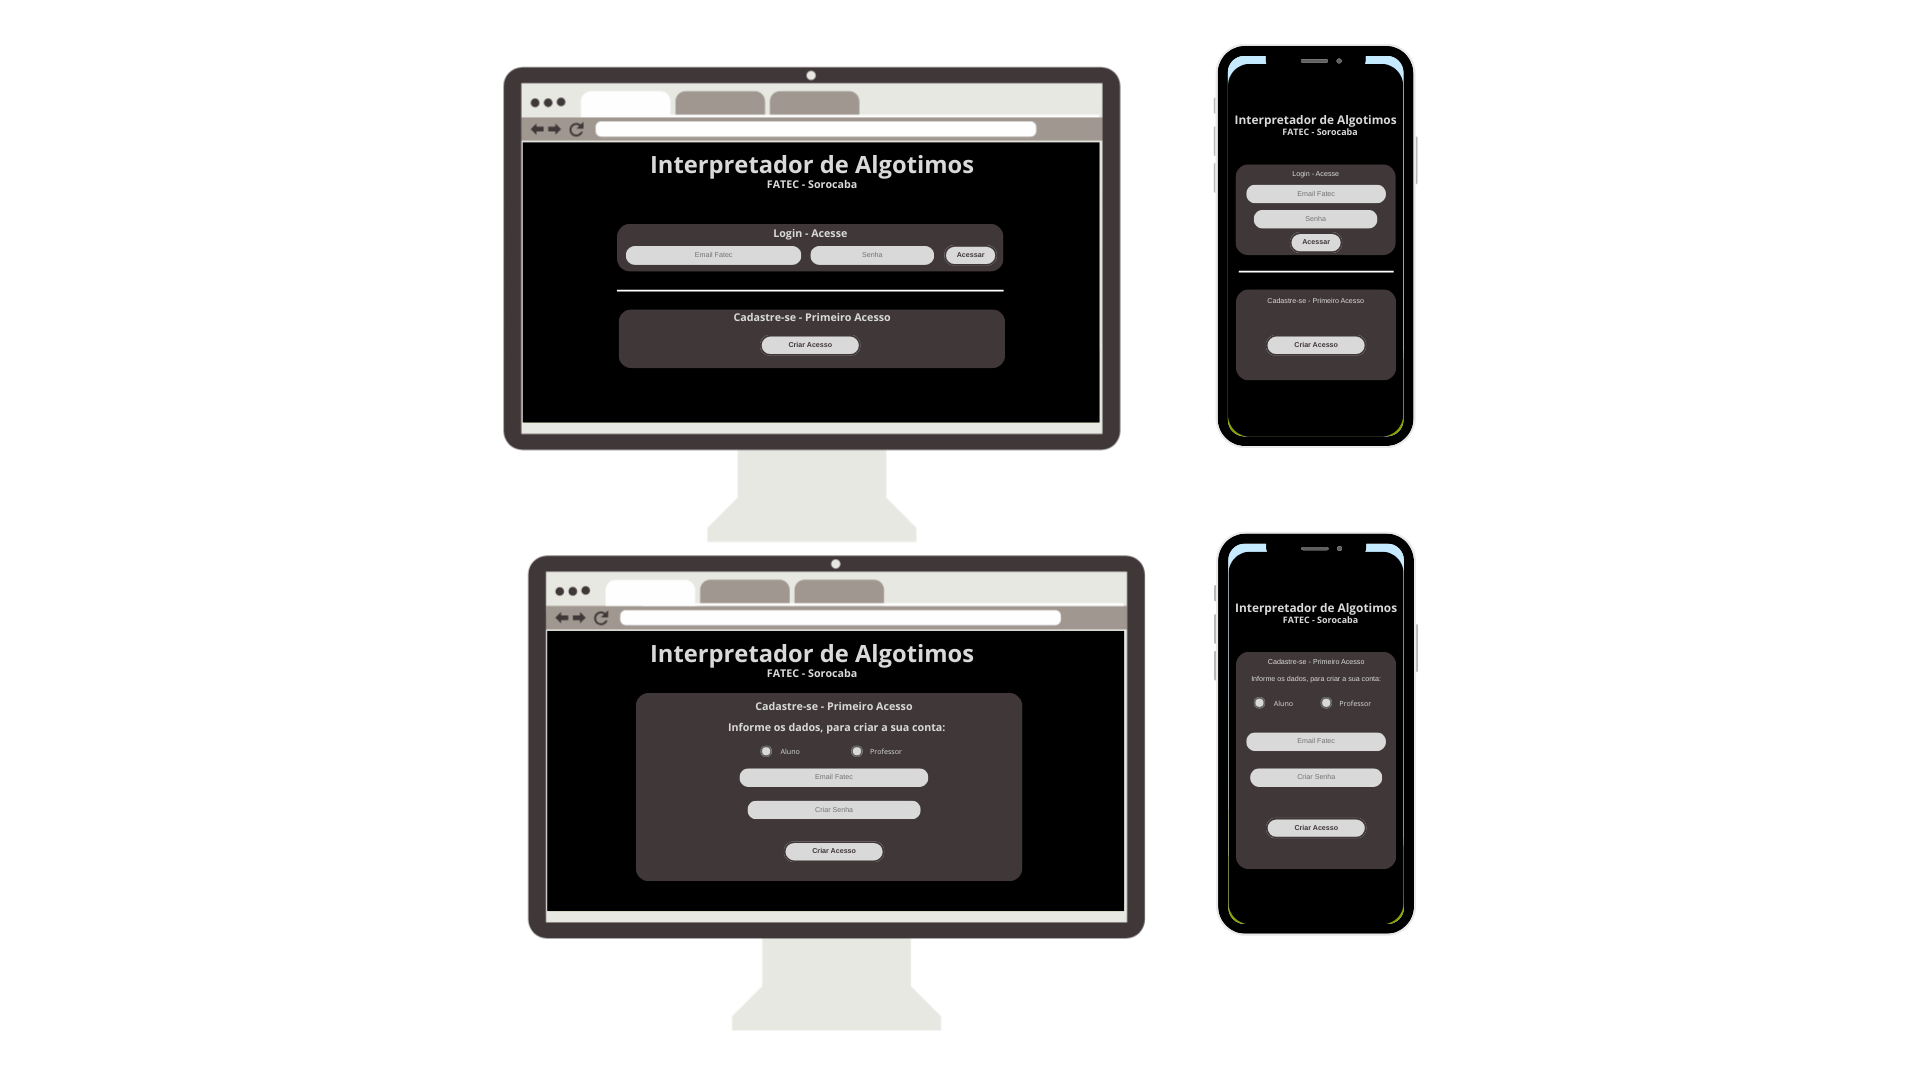 Interpretador de Algotimos
FATEC - Sorocaba
Login - Acesse
Email Fatec
Senha
Acessar
Cadastre-se - Primeiro Acesso
Criar Acesso
Interpretador de Algotimos
FATEC - Sorocaba
Login - Acesse
Email Fatec
Senha
Acessar
Cadastre-se - Primeiro Acesso
Criar Acesso
Interpretador de Algotimos
FATEC - Sorocaba
Cadastre-se - Primeiro Acesso
Informe os dados, para criar a sua conta:
Aluno Professor
Email Fatec
Criar Senha
Criar Acesso
Interpretador de Algotimos
FATEC - Sorocaba
Cadastre-se - Primeiro Acesso
Informe os dados, para criar a sua conta:
Aluno Professor
Email Fatec
Criar Senha
Criar Acesso